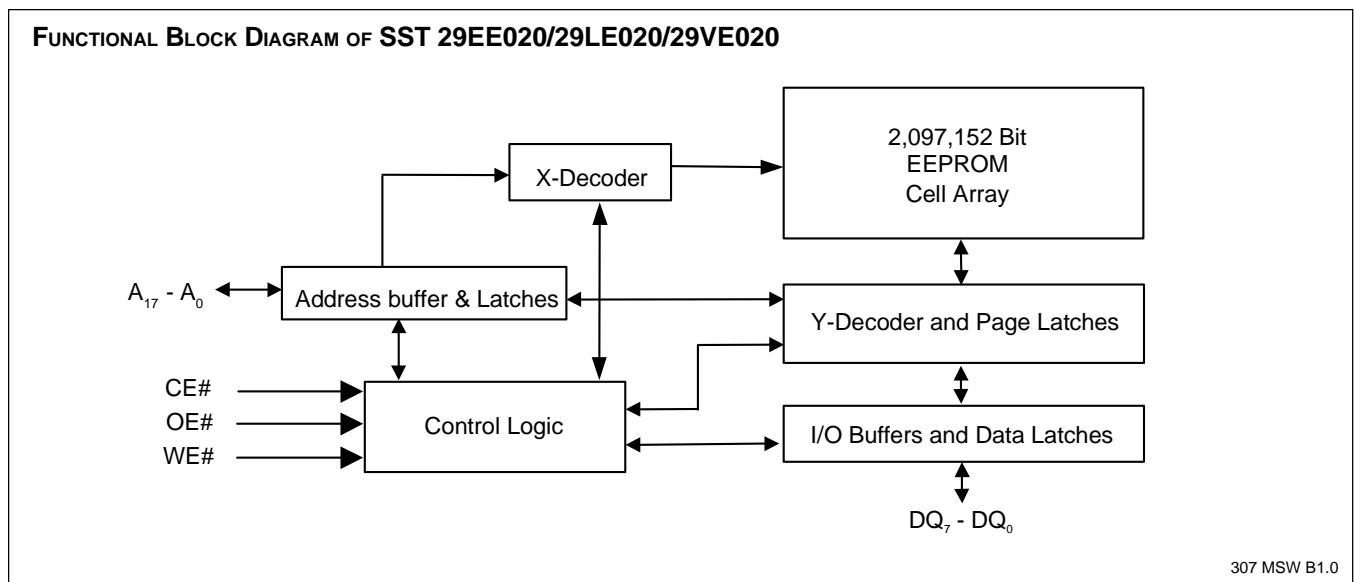 FUNCTIONAL BLOCK DIAGRAM OF SST 29EE020/29LE020/29VE020
2,097,152 Bit
EEPROM
Cell Array
X-Decoder
A17 - A0
Address buffer & Latches
Y-Decoder and Page Latches
CE#
OE#
WE#
Control Logic
I/O Buffers and Data Latches
DQ7 - DQ0
307 MSW B1.0